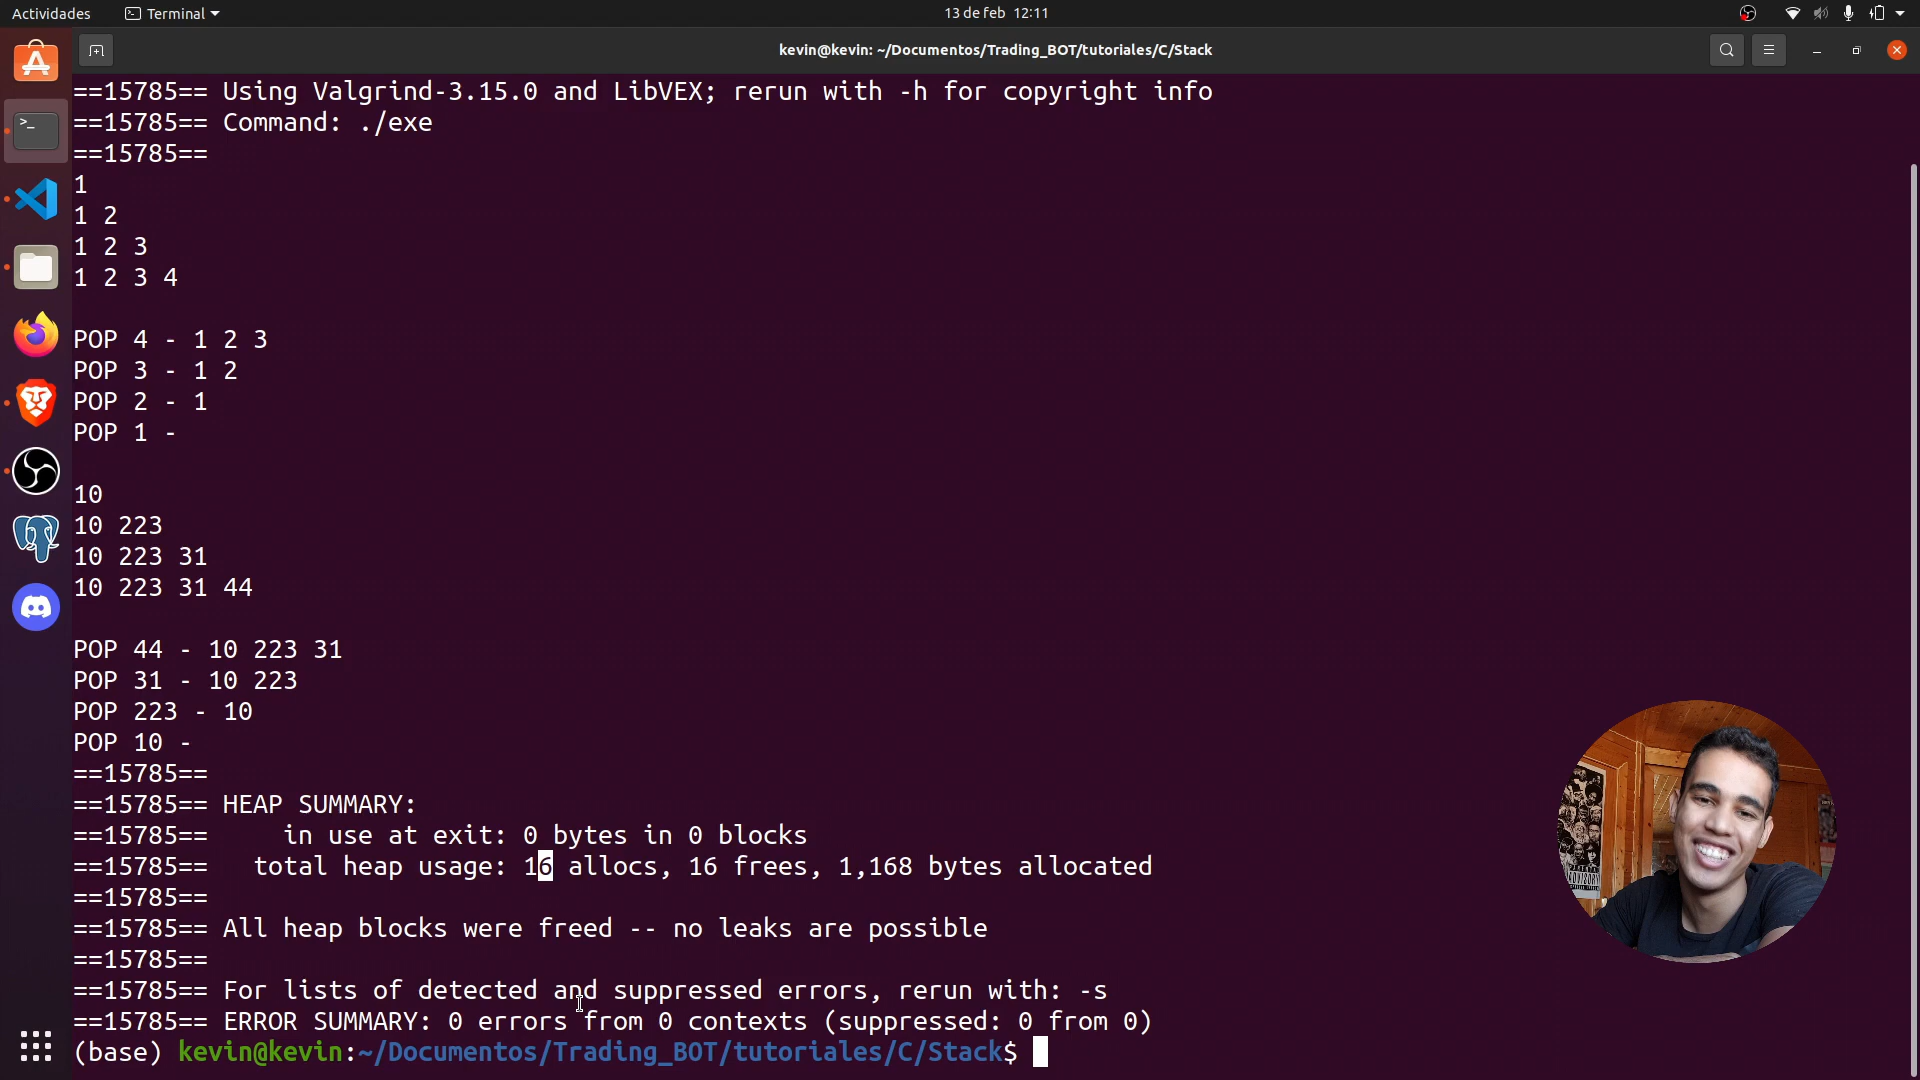 Actividades
Terminal
13 de feb 12:11
kevin@kevin: ~/Documentos/Trading_BOT/tutoriales/C/Stack
==15785== Using Valgrind-3.15.0 and LibVEX; rerun with -h for copyright info
==15785== Command: ./exe
==15785==
1
1 2
1 2 3
1 2 3 4
POP 4 - 1 2 3
POP 3 - 1 2
POP 2 - 1
POP 1 -
10
10 223
10 223 31
10 223 31 44
POP 44 - 10 223 31
POP 31 - 10 223
POP 223 - 10
POP 10 -
==15785==
==15785== HEAP SUMMARY:
==15785==     in use at exit: 0 bytes in 0 blocks
==15785==   total heap usage: 16 allocs, 16 frees, 1,168 bytes allocated
==15785==
==15785== All heap blocks were freed -- no leaks are possible
==15785==
==15785== For lists of detected and suppressed errors, rerun with: -s
==15785== ERROR SUMMARY: 0 errors from 0 contexts (suppressed: 0 from 0)
(base) kevin@kevin:~/Documentos/Trading_BOT/tutoriales/C/Stack$